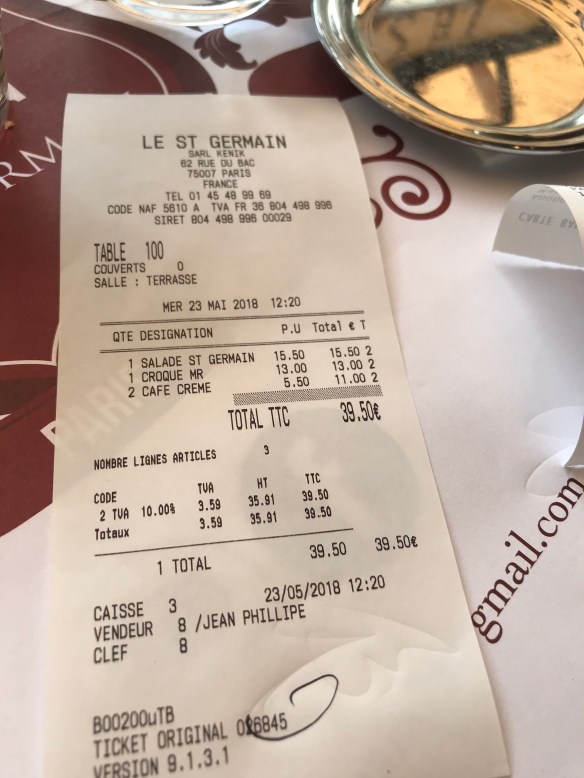 LE ST GERMAIN
SARL KENIK
62 RUE DU BAC
75007 PARIS
FRANCE
TEL 01 45 48 99 69
CODE NAF 5610 A TVA FR 36 804 498 996
SIRET 804 498 996 00029
TABLE 100
COUVERTS 0
SALLE : TERRASSE
MER 23 MAI 2018 12:20
QTE DESIGNATION P.U Total € T
1 SALADE ST GERMAIN 15.50 15.50 2
1 CROQUE MR 13.00 13.00 2
2 CAFE CREME 5.50 11.00 2
TOTAL TTC 39.50€
NOMBRE LIGNES ARTICLES 3
CODE TVA HT TTC
2 TVA 10.00% 3.59 35.91 39.50
Totaux 3.59 35.91 39.50
1 TOTAL 39.50 39.50€
23/05/2018 12:20
CAISSE 3
VENDEUR 8 /JEAN PHILLIPE
CLEF 8
B00200uTB
TICKET ORIGINAL 026845
VERSION 9.1.3.1
RM
CARTE BA
gmail.com